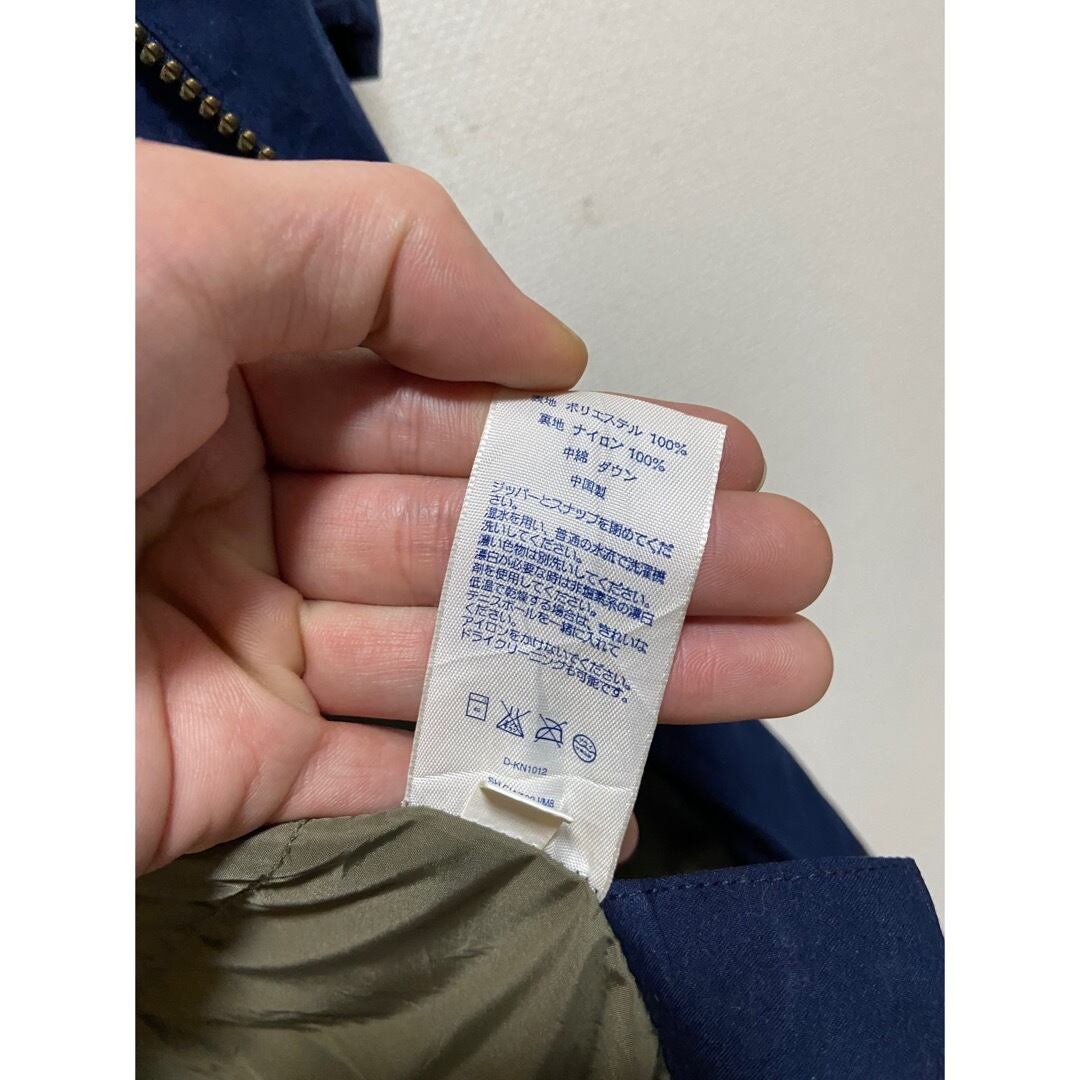 表地 ポリエステル 100%
裏地 ナイロン 100%
中綿 ダウン
中国製
ジッパーとスナップを閉めてくだ
さい。
湿水を用い、普通の水流で洗濯機
洗いしてください。
濃い色物は別洗いしてください。
漂白が必要な時は非塩素系の漂白
剤を使用してください。
低温で乾燥する場合は、きれいな
テニスボールを一緒に入れて
ください。
アイロンをかけないでください。
ドライクリーニングも可能です。
D-KN1012